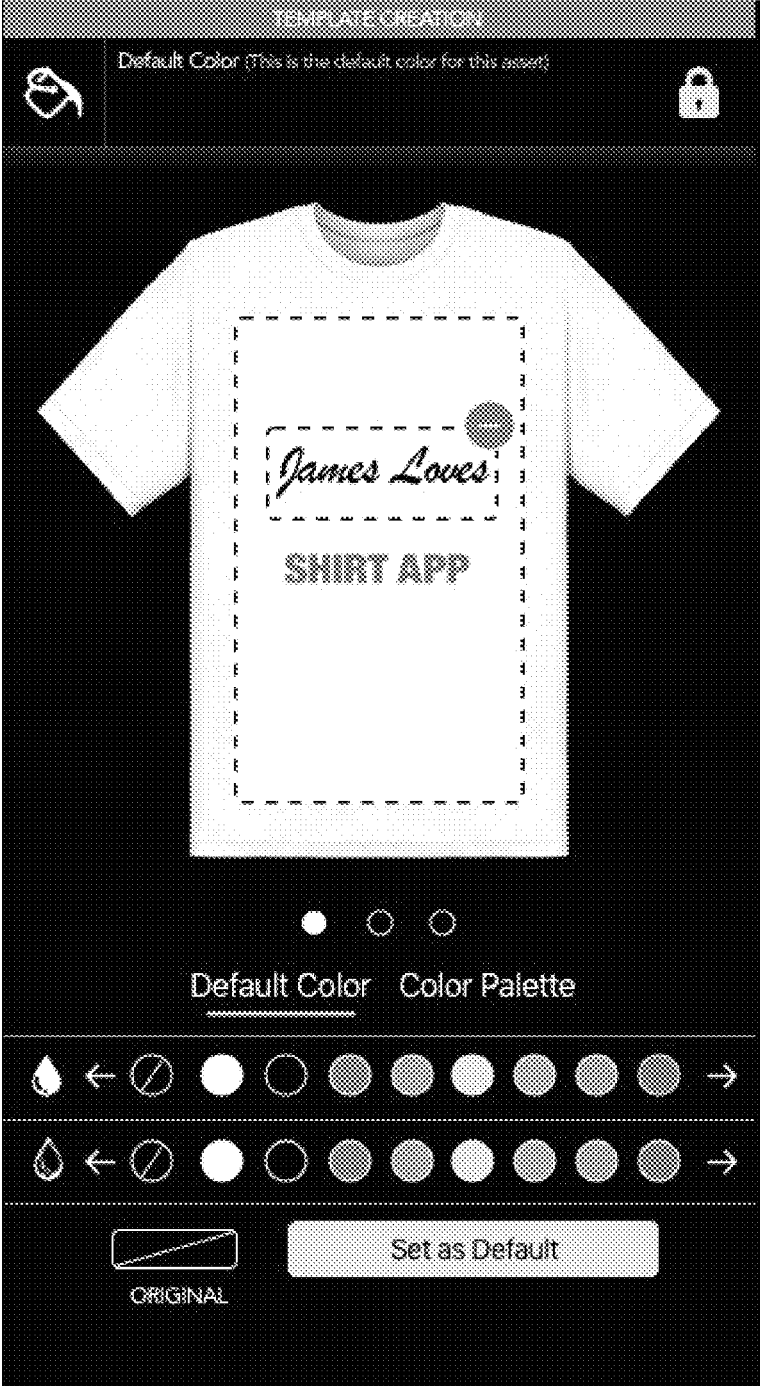 TEMPLATE CREATION
Default Color (This is the default color for this asset)
James Loves
SHIRT APP
Default Color Color Palette
Set as Default
ORIGINAL